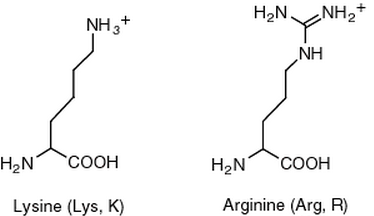 NH₃⁺
H₂N COOH
Lysine (Lys, K)
H₂N NH₂⁺
NH
H₂N COOH
Arginine (Arg, R)